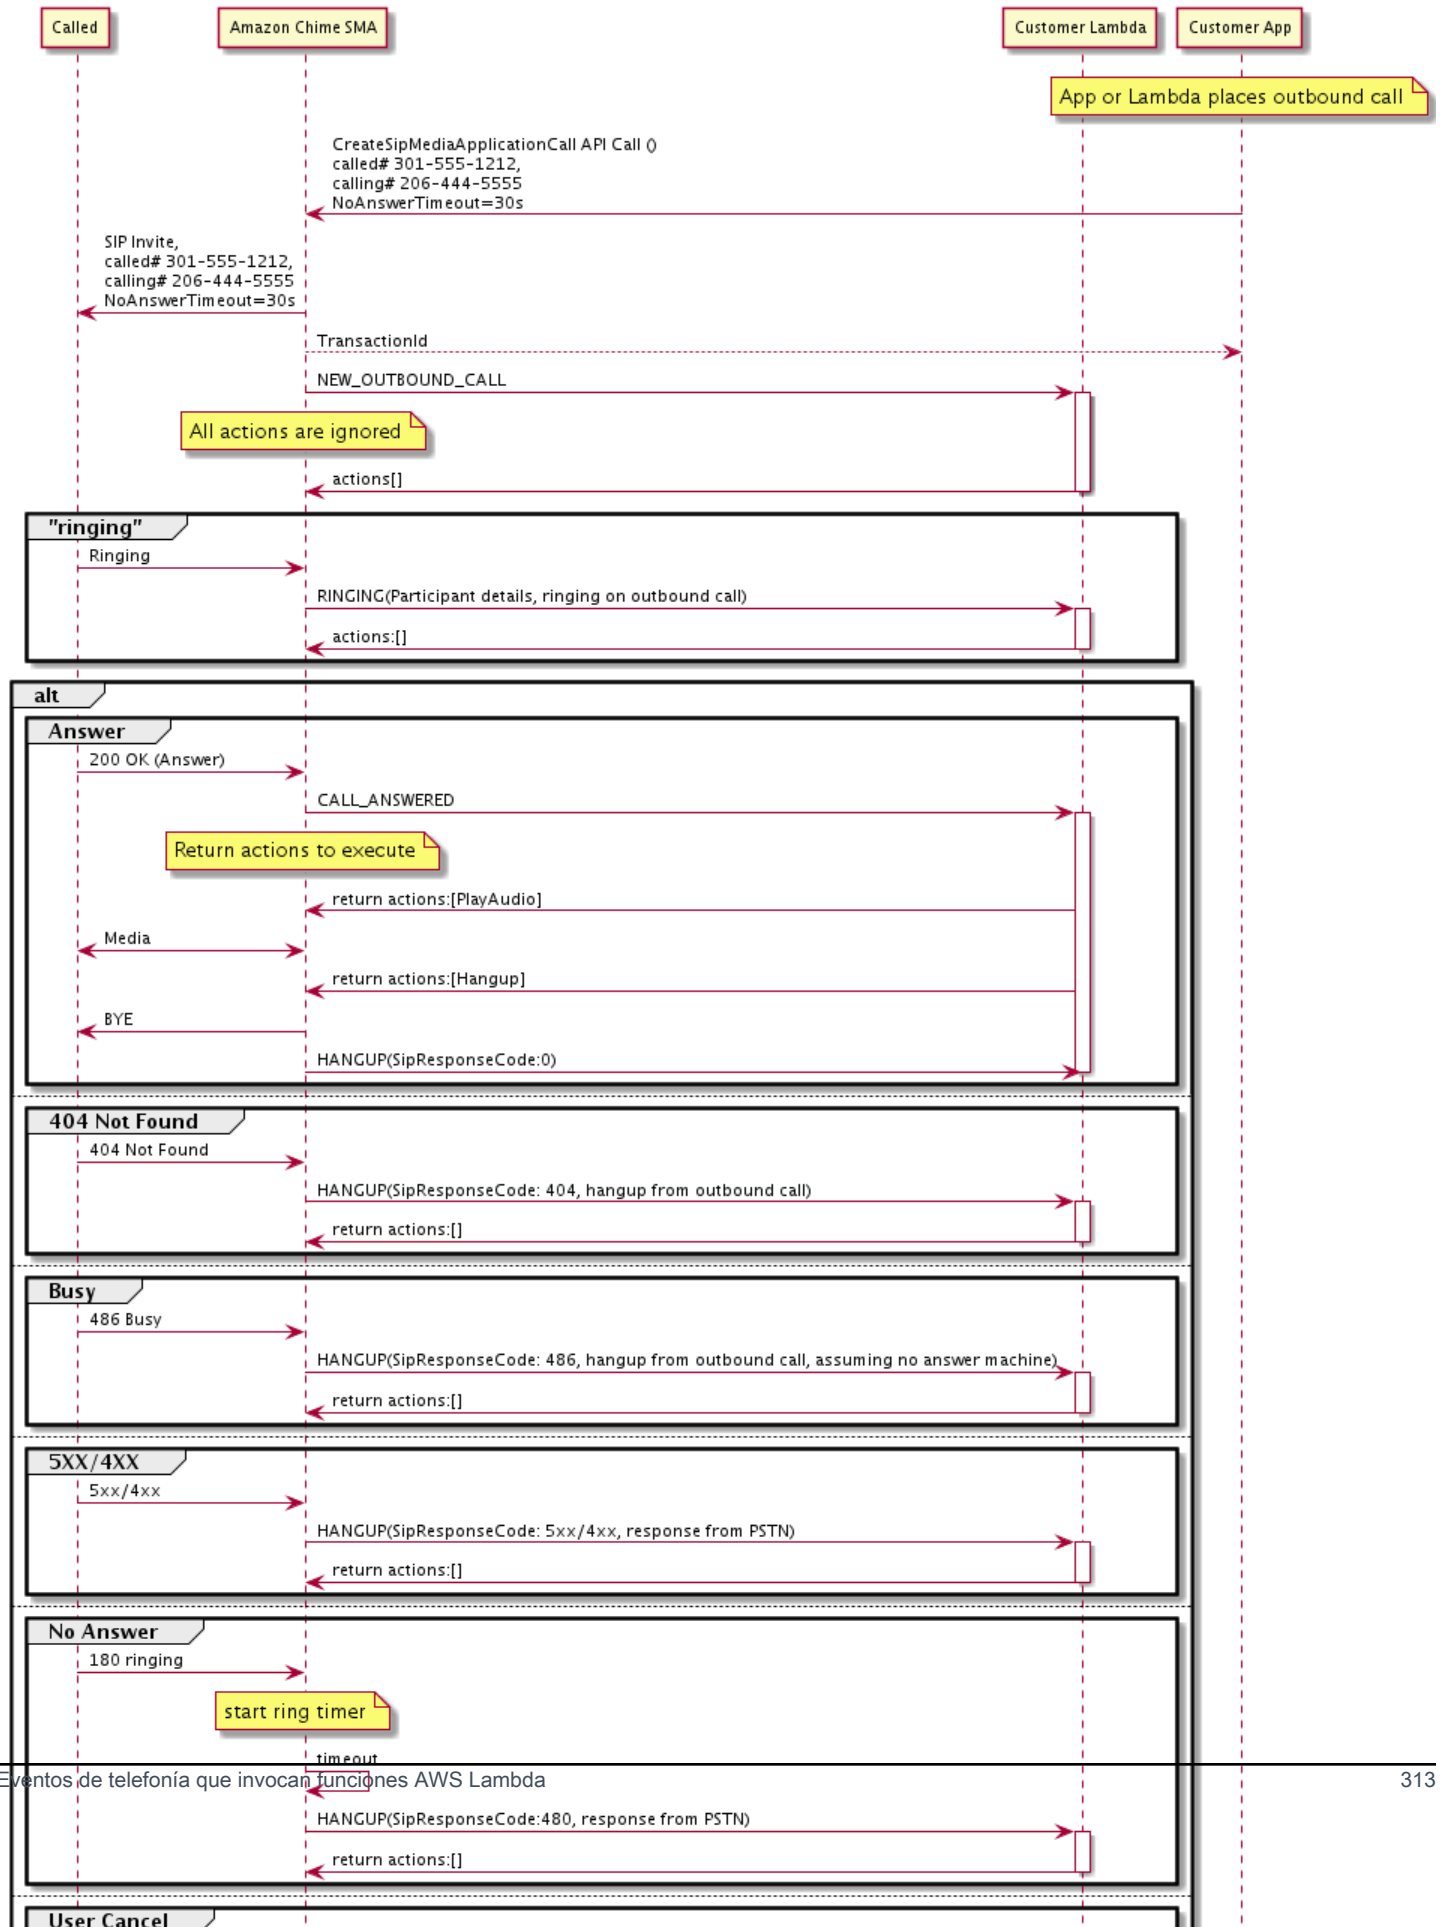 Called
Amazon Chime SMA
Customer Lambda
Customer App
App or Lambda places outbound call
CreateSipMediaApplicationCall API Call ()
called# 301-555-1212,
calling# 206-444-5555
NoAnswerTimeout=30s
SIP Invite,
called# 301-555-1212,
calling# 206-444-5555
NoAnswerTimeout=30s
TransactionId
NEW_OUTBOUND_CALL
All actions are ignored
actions[]
"ringing"
Ringing
RINGING(Participant details, ringing on outbound call)
actions:[]
alt
Answer
200 OK (Answer)
CALL_ANSWERED
Return actions to execute
return actions:[PlayAudio]
Media
return actions:[Hangup]
BYE
HANGUP(SipResponseCode:0)
404 Not Found
404 Not Found
HANGUP(SipResponseCode: 404, hangup from outbound call)
return actions:[]
Busy
486 Busy
HANGUP(SipResponseCode: 486, hangup from outbound call, assuming no answer machine)
return actions:[]
5XX/4XX
5xx/4xx
HANGUP(SipResponseCode: 5xx/4xx, response from PSTN)
return actions:[]
No Answer
180 ringing
start ring timer
timeout
Eventos de telefonía que invocan funciones AWS Lambda 313
HANGUP(SipResponseCode:480, response from PSTN)
return actions:[]
User Cancel